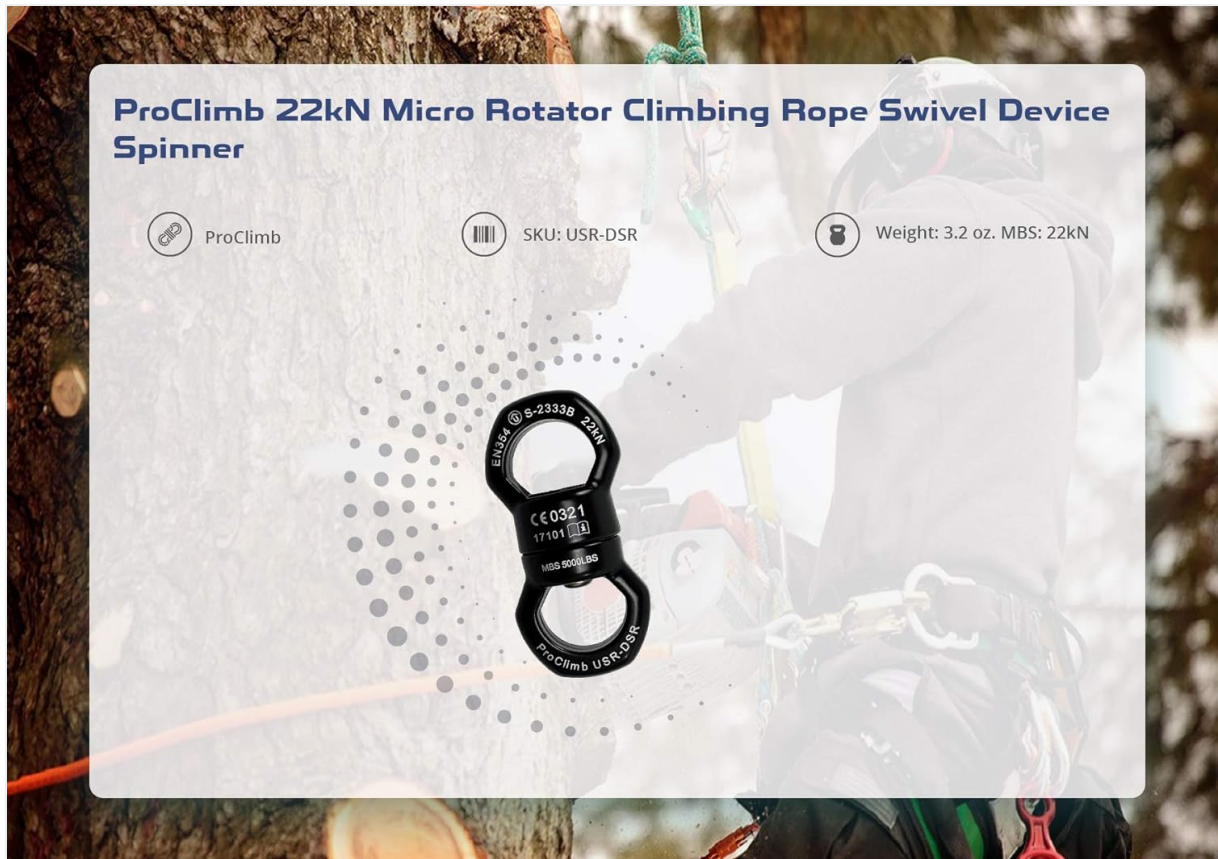 ProClimb 22kN Micro Rotator Climbing Rope Swivel Device
Spinner
ProClimb
SKU: USR-DSR
Weight: 3.2 oz. MBS: 22kN
EN354 U S-2333B 22kN
CE 0321
17101 i
MBS 5000LBS
ProClimb USR-DSR